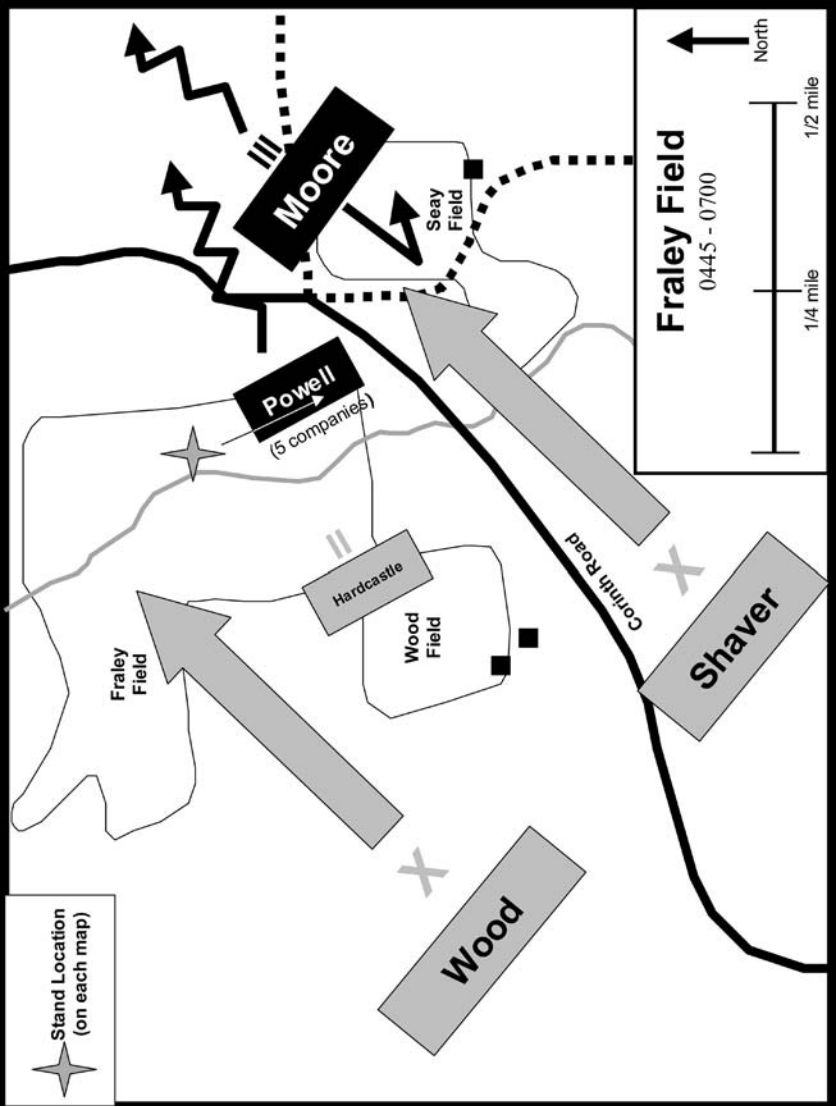 Stand Location
(on each map)
Fraley
Field
Wood
Field
Seay
Field
Hardcastle
Powell
(5 companies)
Moore
Wood
Shaver
Corinth Road
Fraley Field
0445 - 0700
1/4 mile
1/2 mile
North
X
X